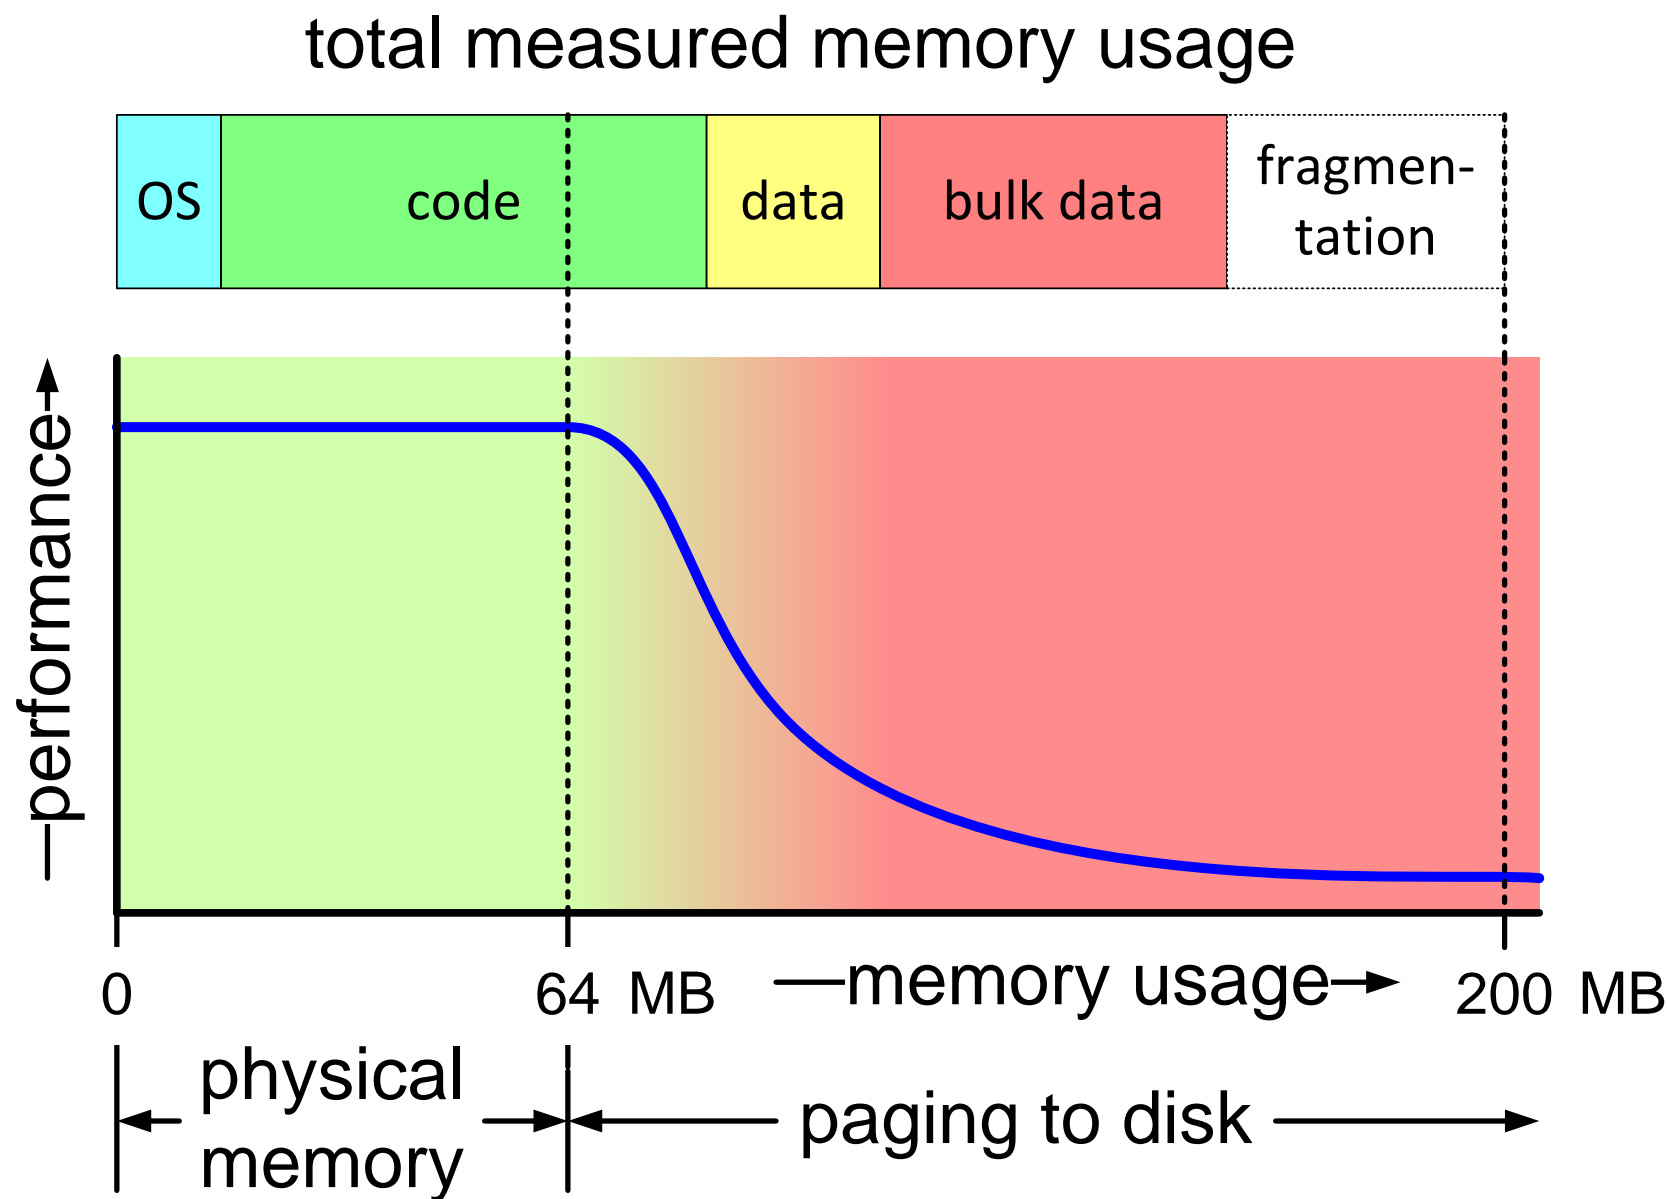 total measured memory usage
OS
code
data
bulk data
fragmen-
tation
performance
0
64 MB
memory usage
200 MB
physical
memory
paging to disk